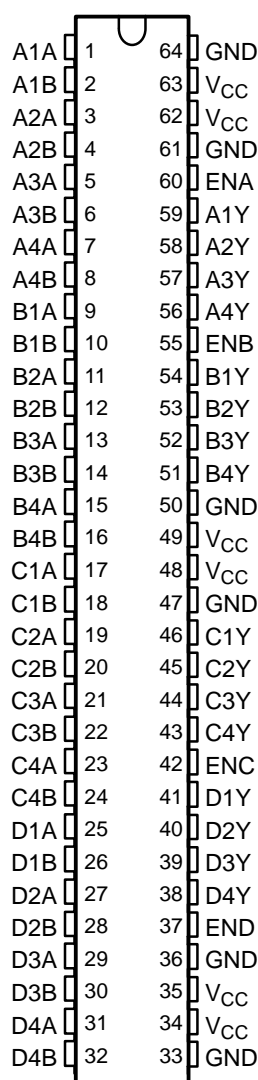 A1A 1 64 GND
A1B 2 63 VCC
A2A 3 62 VCC
A2B 4 61 GND
A3A 5 60 ENA
A3B 6 59 A1Y
A4A 7 58 A2Y
A4B 8 57 A3Y
B1A 9 56 A4Y
B1B 10 55 ENB
B2A 11 54 B1Y
B2B 12 53 B2Y
B3A 13 52 B3Y
B3B 14 51 B4Y
B4A 15 50 GND
B4B 16 49 VCC
C1A 17 48 VCC
C1B 18 47 GND
C2A 19 46 C1Y
C2B 20 45 C2Y
C3A 21 44 C3Y
C3B 22 43 C4Y
C4A 23 42 ENC
C4B 24 41 D1Y
D1A 25 40 D2Y
D1B 26 39 D3Y
D2A 27 38 D4Y
D2B 28 37 END
D3A 29 36 GND
D3B 30 35 VCC
D4A 31 34 VCC
D4B 32 33 GND